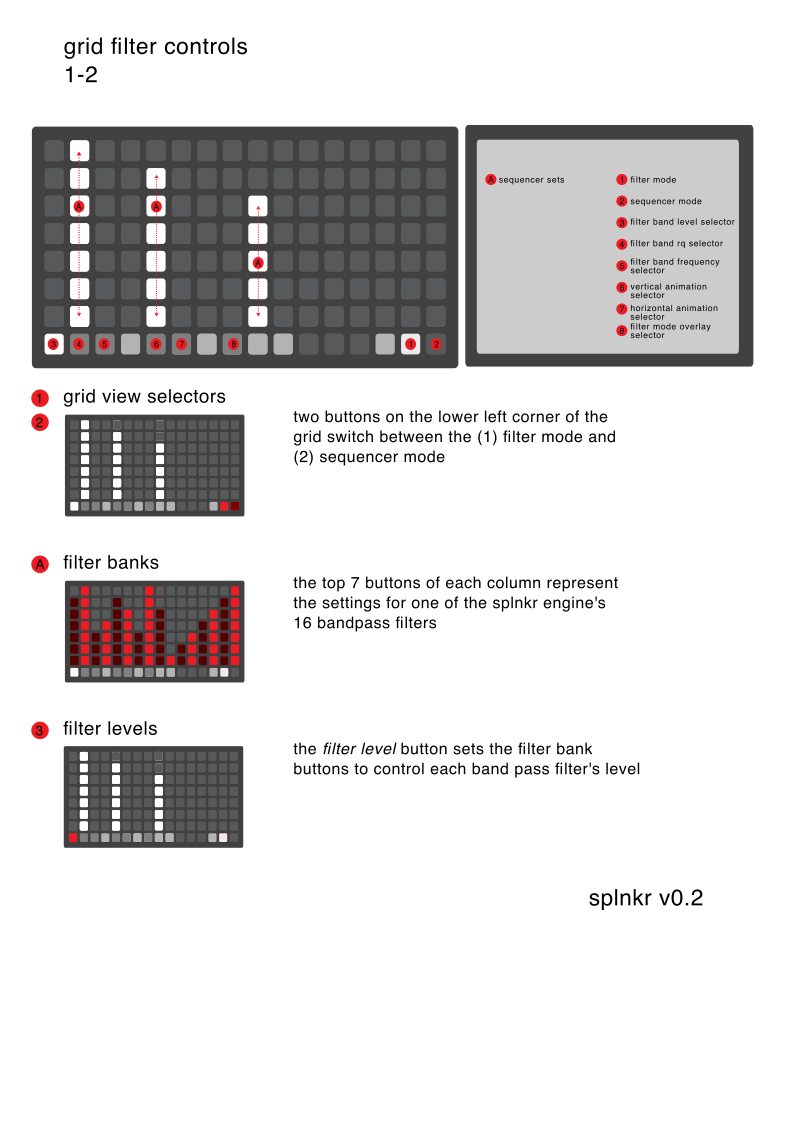 grid filter controls
1-2
A
A
A
3 4 5 6 7 8 1 2
A sequencer sets
1 filter mode
2 sequencer mode
3 filter band level selector
4 filter band rq selector
5 filter band frequency
selector
6 vertical animation
selector
7 horizontal animation
selector
8 filter mode overlay
selector
1 grid view selectors
2
two buttons on the lower left corner of the
grid switch between the (1) filter mode and
(2) sequencer mode
A filter banks
the top 7 buttons of each column represent
the settings for one of the splnkr engine's
16 bandpass filters
3 filter levels
the filter level button sets the filter bank
buttons to control each band pass filter's level
splnkr v0.2